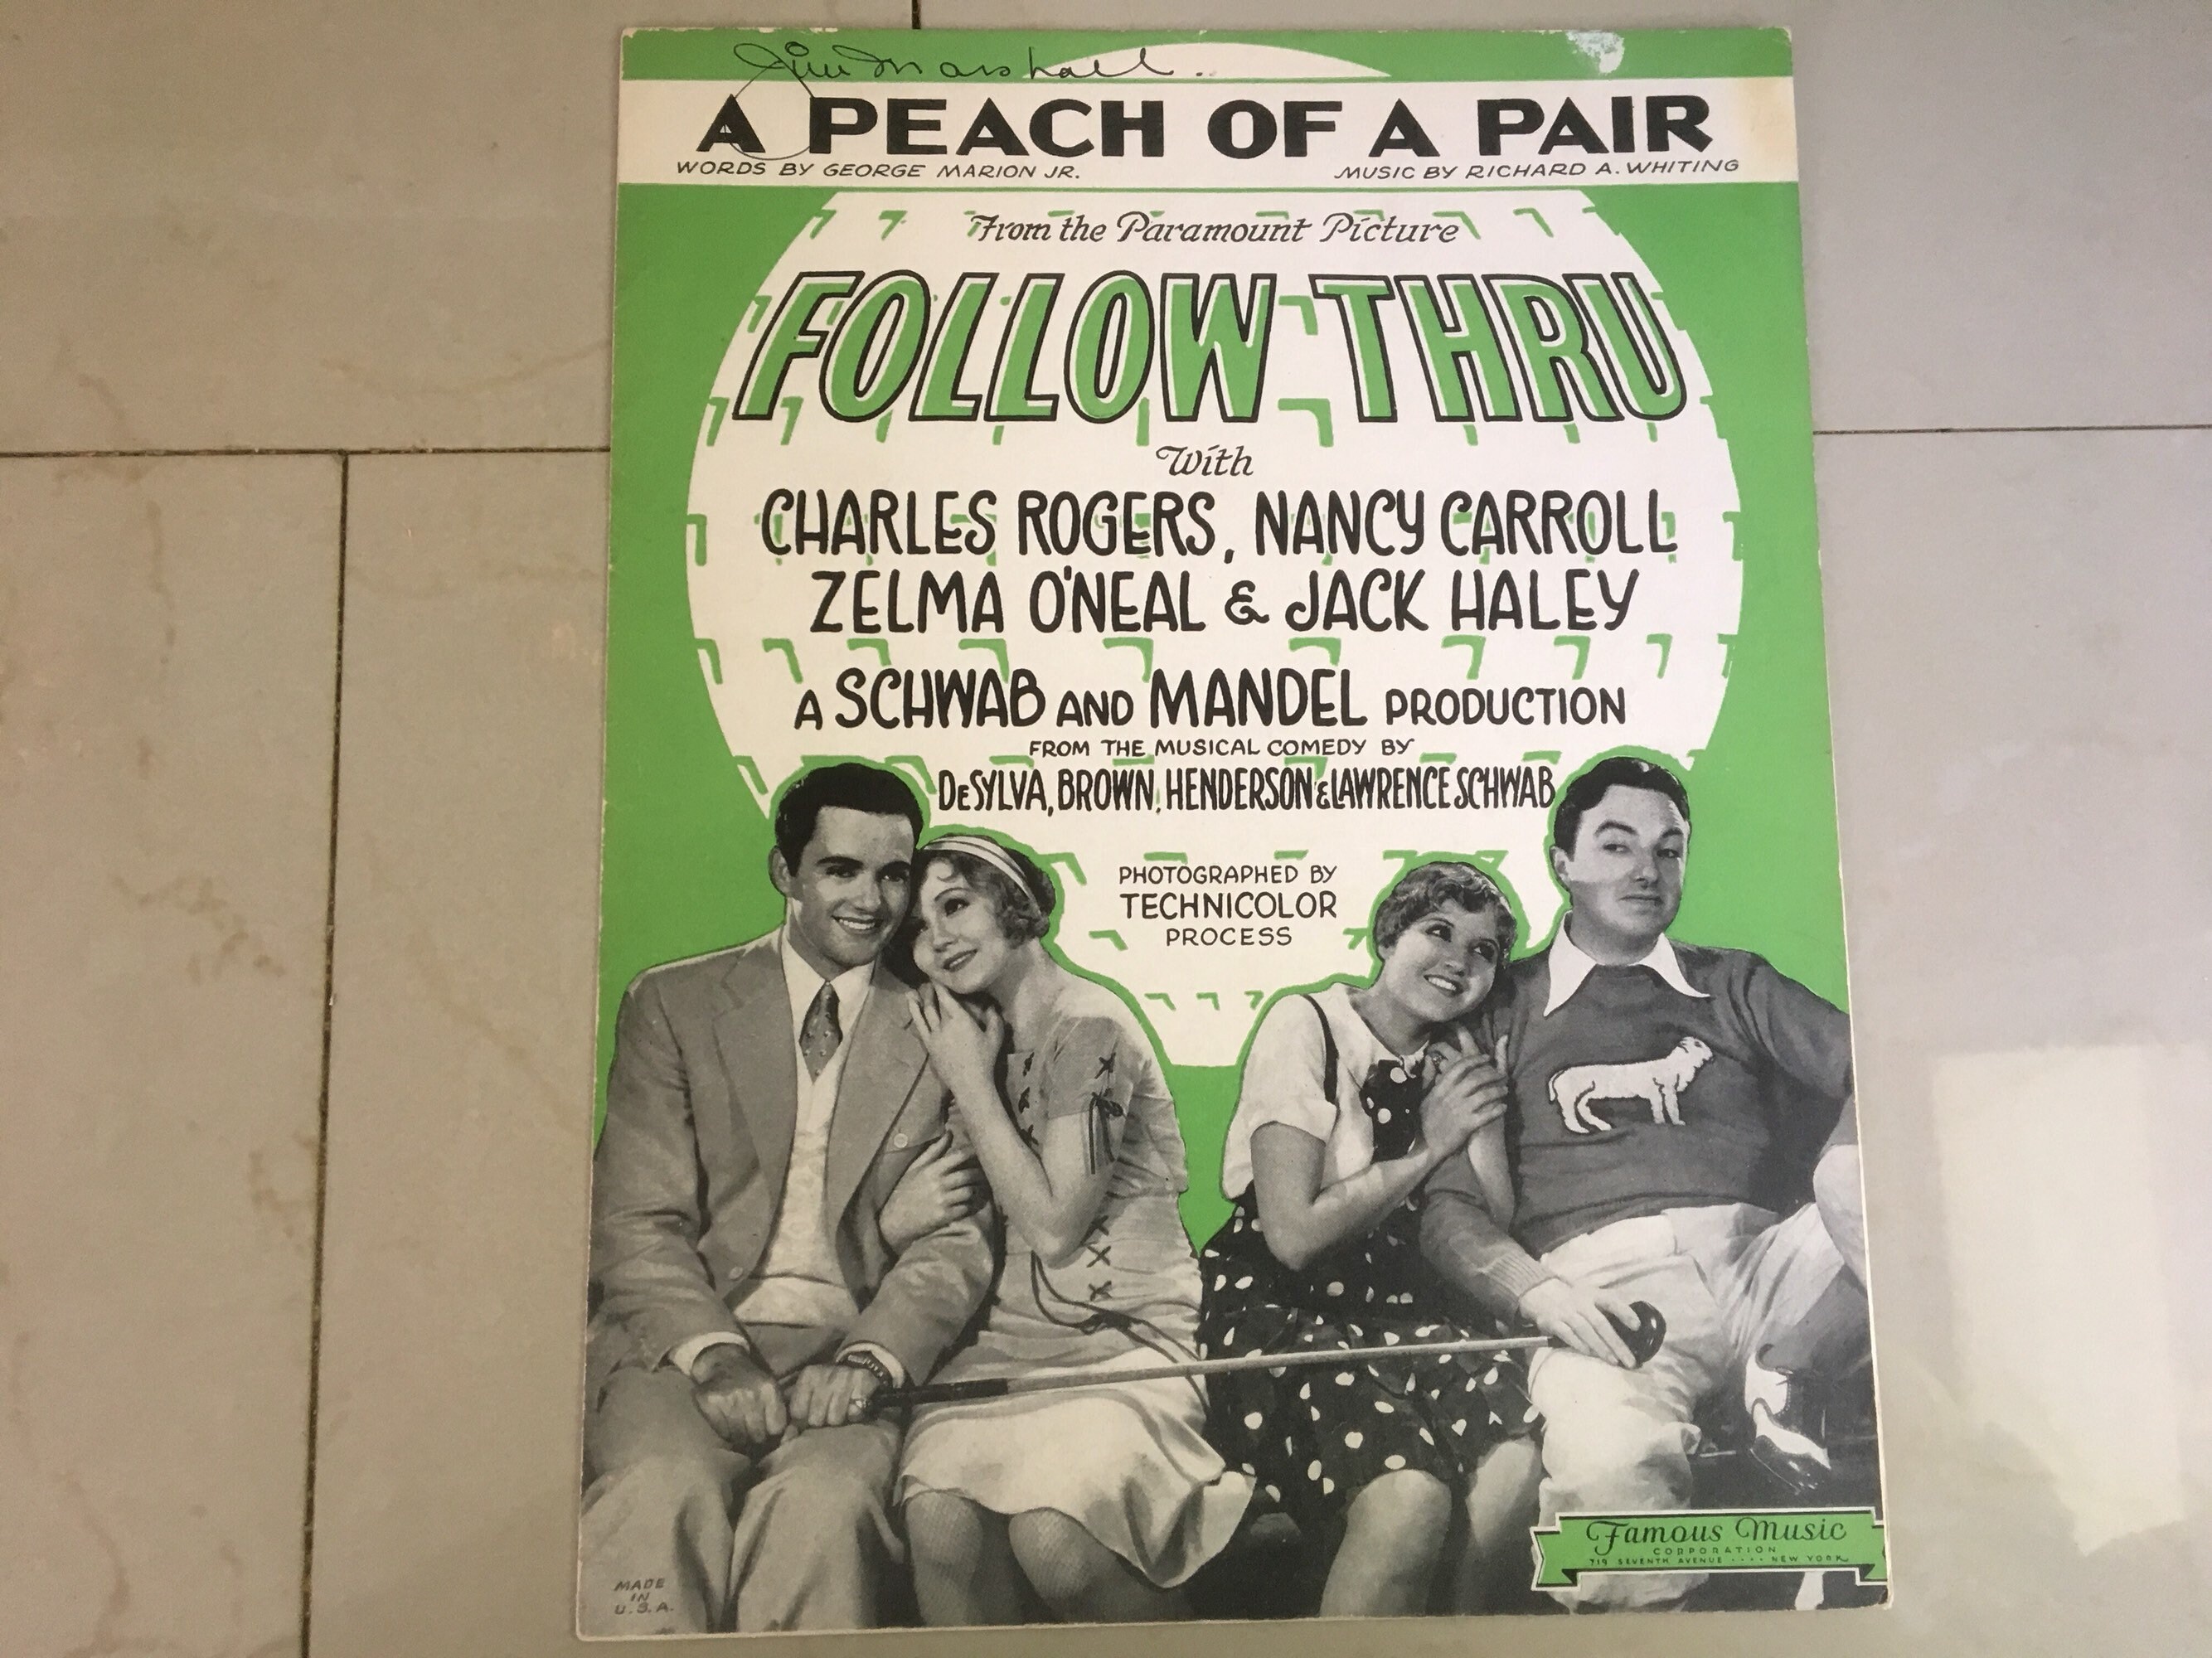 Jim Marshall.
A PEACH OF A PAIR
WORDS BY GEORGE MARION JR. MUSIC BY RICHARD A. WHITING
From the Paramount Picture
FOLLOW THRU
With
CHARLES ROGERS, NANCY CARROLL
ZELMA O'NEAL & JACK HALEY
A SCHWAB AND MANDEL PRODUCTION
FROM THE MUSICAL COMEDY BY
DESYLVA, BROWN, HENDERSON & LAWRENCE SCHWAB
PHOTOGRAPHED BY
TECHNICOLOR
PROCESS
Famous Music
CORPORATION
719 SEVENTH AVENUE ···· NEW YORK
MADE
IN
U.S.A.